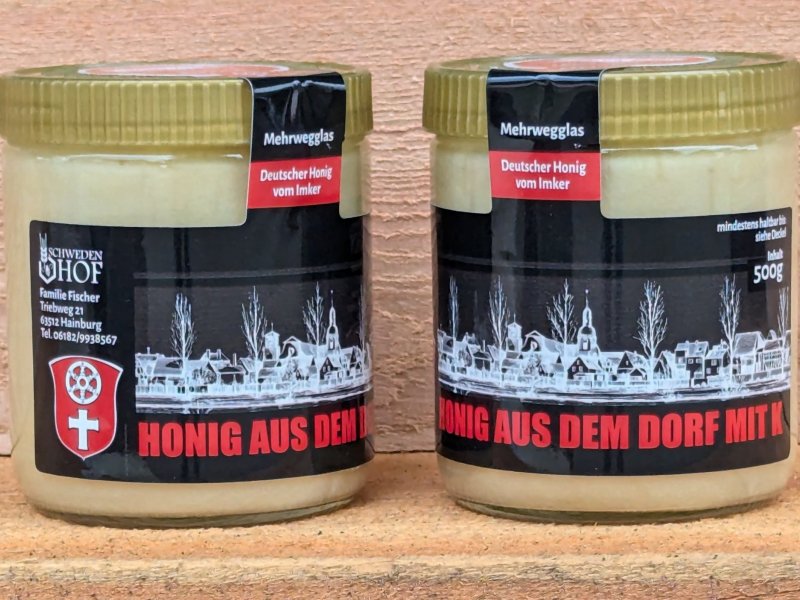 Mehrwegglas
Deutscher Honig
vom Imker
SCHWEDEN
HOF
Familie Fischer
Triebweg 21
63512 Hainburg
Tel. 06182/9938567
HONIG AUS DEM
Mehrwegglas
Deutscher Honig
vom Imker
mindestens haltbar bis
siehe Deckel
Inhalt
500g
HONIG AUS DEM DORF MIT K